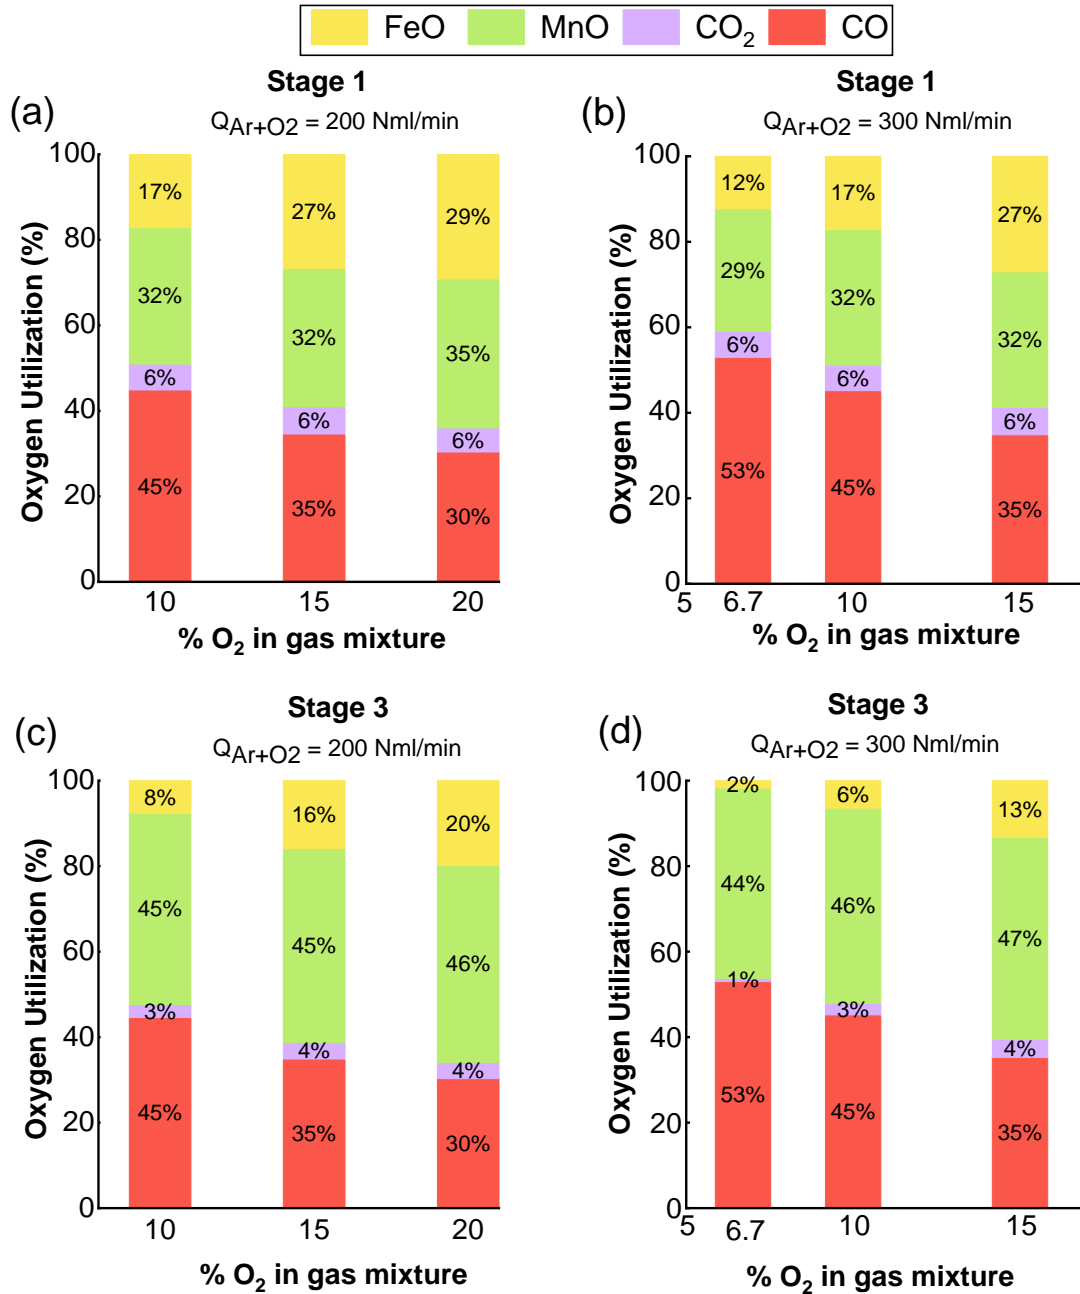 FeO MnO CO2 CO
Stage 1
(a)
QAr+O2 = 200 Nml/min
100
80
60
40
20
0
Oxygen Utilization (%)
17%
32%
6%
45%
27%
32%
6%
35%
29%
35%
6%
30%
10 15 20
% O2 in gas mixture
Stage 1
(b)
QAr+O2 = 300 Nml/min
100
80
60
40
20
0
Oxygen Utilization (%)
12%
29%
6%
53%
17%
32%
6%
45%
27%
32%
6%
35%
5 6.7 10 15
% O2 in gas mixture
Stage 3
(c)
QAr+O2 = 200 Nml/min
100
80
60
40
20
0
Oxygen Utilization (%)
8%
45%
3%
45%
16%
45%
4%
35%
20%
46%
4%
30%
10 15 20
% O2 in gas mixture
Stage 3
(d)
QAr+O2 = 300 Nml/min
100
80
60
40
20
0
Oxygen Utilization (%)
2%
44%
1%
53%
6%
46%
3%
45%
13%
47%
4%
35%
5 6.7 10 15
% O2 in gas mixture